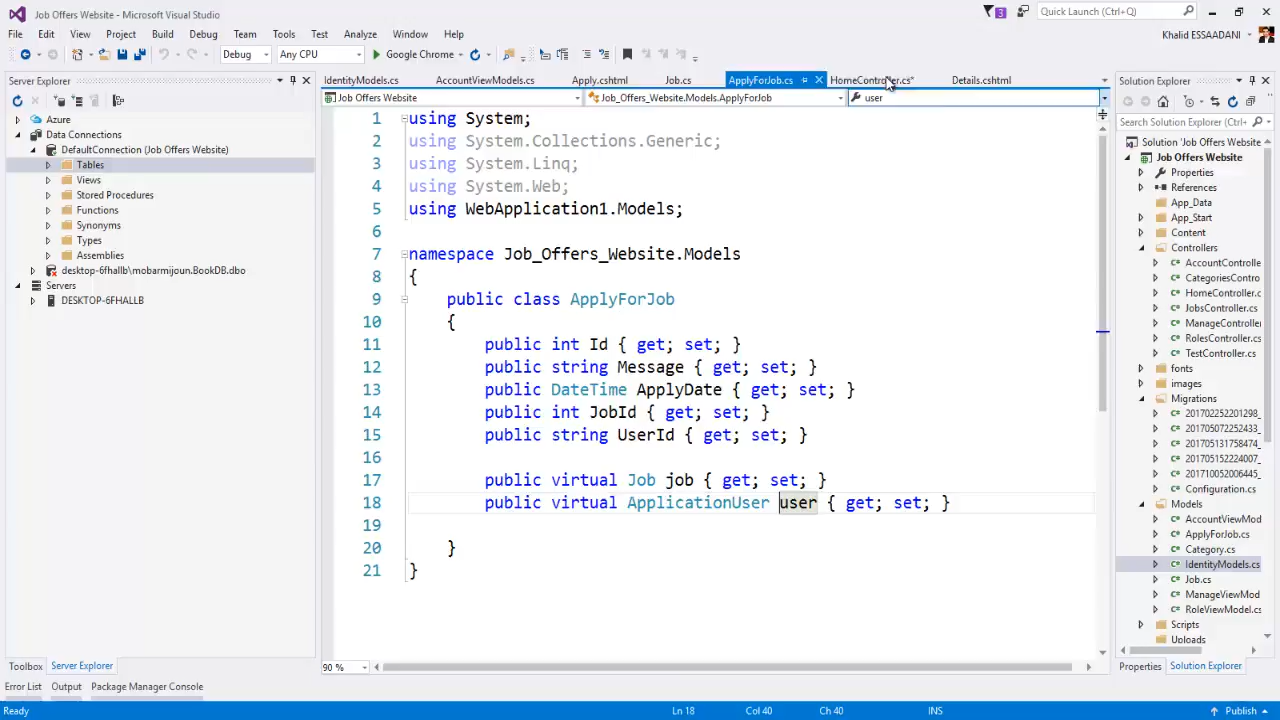 Job Offers Website - Microsoft Visual Studio
3
Quick Launch (Ctrl+Q)
File Edit View Project Build Debug Team Tools Test Analyze Window Help
Khalid ESSAADANI
Debug Any CPU Google Chrome
Server Explorer
Azure
Data Connections
DefaultConnection (Job Offers Website)
Tables
Views
Stored Procedures
Functions
Synonyms
Types
Assemblies
desktop-6fhallb\mobarmijoun.BookDB.dbo
Servers
DESKTOP-6FHALLB
IdentityModels.cs AccountViewModels.cs Apply.cshtml Job.cs ApplyForJob.cs HomeController.cs* Details.cshtml
Job Offers Website Job_Offers_Website.Models.ApplyForJob user
1 using System;
2 using System.Collections.Generic;
3 using System.Linq;
4 using System.Web;
5 using WebApplication1.Models;
6
7 namespace Job_Offers_Website.Models
8 {
9 public class ApplyForJob
10 {
11 public int Id { get; set; }
12 public string Message { get; set; }
13 public DateTime ApplyDate { get; set; }
14 public int JobId { get; set; }
15 public string UserId { get; set; }
16
17 public virtual Job job { get; set; }
18 public virtual ApplicationUser user { get; set; }
19
20 }
21 }
90 %
Solution Explorer
Search Solution Explorer (Ctrl+
Solution 'Job Offers Website'
Job Offers Website
Properties
References
App_Data
App_Start
Content
Controllers
AccountControlle
CategoriesContro
HomeController.c
JobsController.cs
ManageController
RolesController.cs
TestController.cs
fonts
images
Migrations
201702252201298_
201705072252433_
201705131758474_
201705152224007_
201710052006445_
Configuration.cs
Models
AccountViewMod
ApplyForJob.cs
Category.cs
IdentityModels.cs
Job.cs
ManageViewMod
RoleViewModel.cs
Scripts
Uploads
Toolbox Server Explorer
Properties Solution Explorer
Error List Output Package Manager Console
Ready Ln 18 Col 40 Ch 40 INS Publish